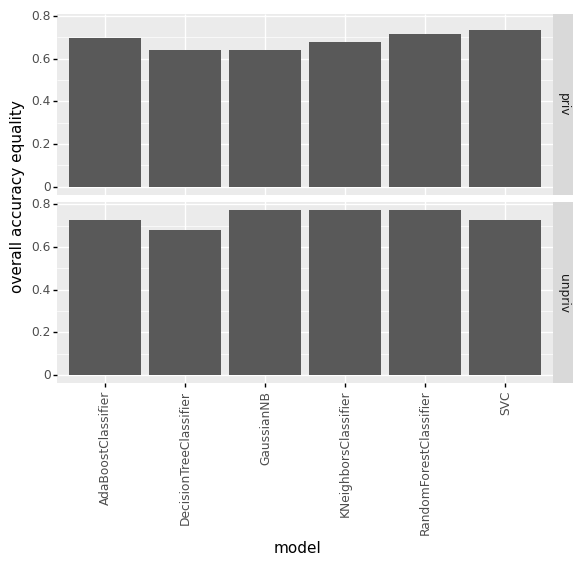 overall accuracy equality
0.8
0.6
0.4
0.2
0
priv
0.8
0.6
0.4
0.2
0
unpriv
AdaBoostClassifier
DecisionTreeClassifier
GaussianNB
KNeighborsClassifier
RandomForestClassifier
SVC
model